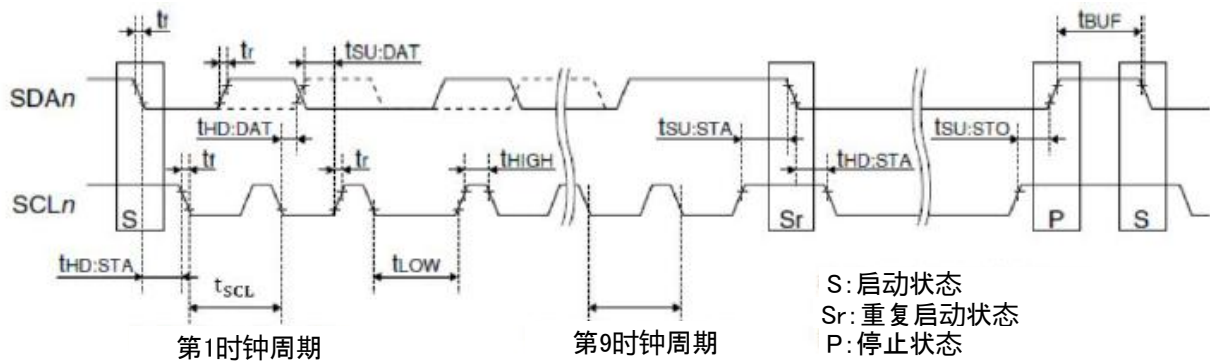 tf
tr
tSU:DAT
tBUF
SDAn
tHD:DAT
tSU:STA
tSU:STO
tf
tr
tHIGH
tHD:STA
SCLn
S
Sr
P
S
tHD:STA
tSCL
tLOW
S:启动状态
Sr:重复启动状态
P:停止状态
第1时钟周期
第9时钟周期